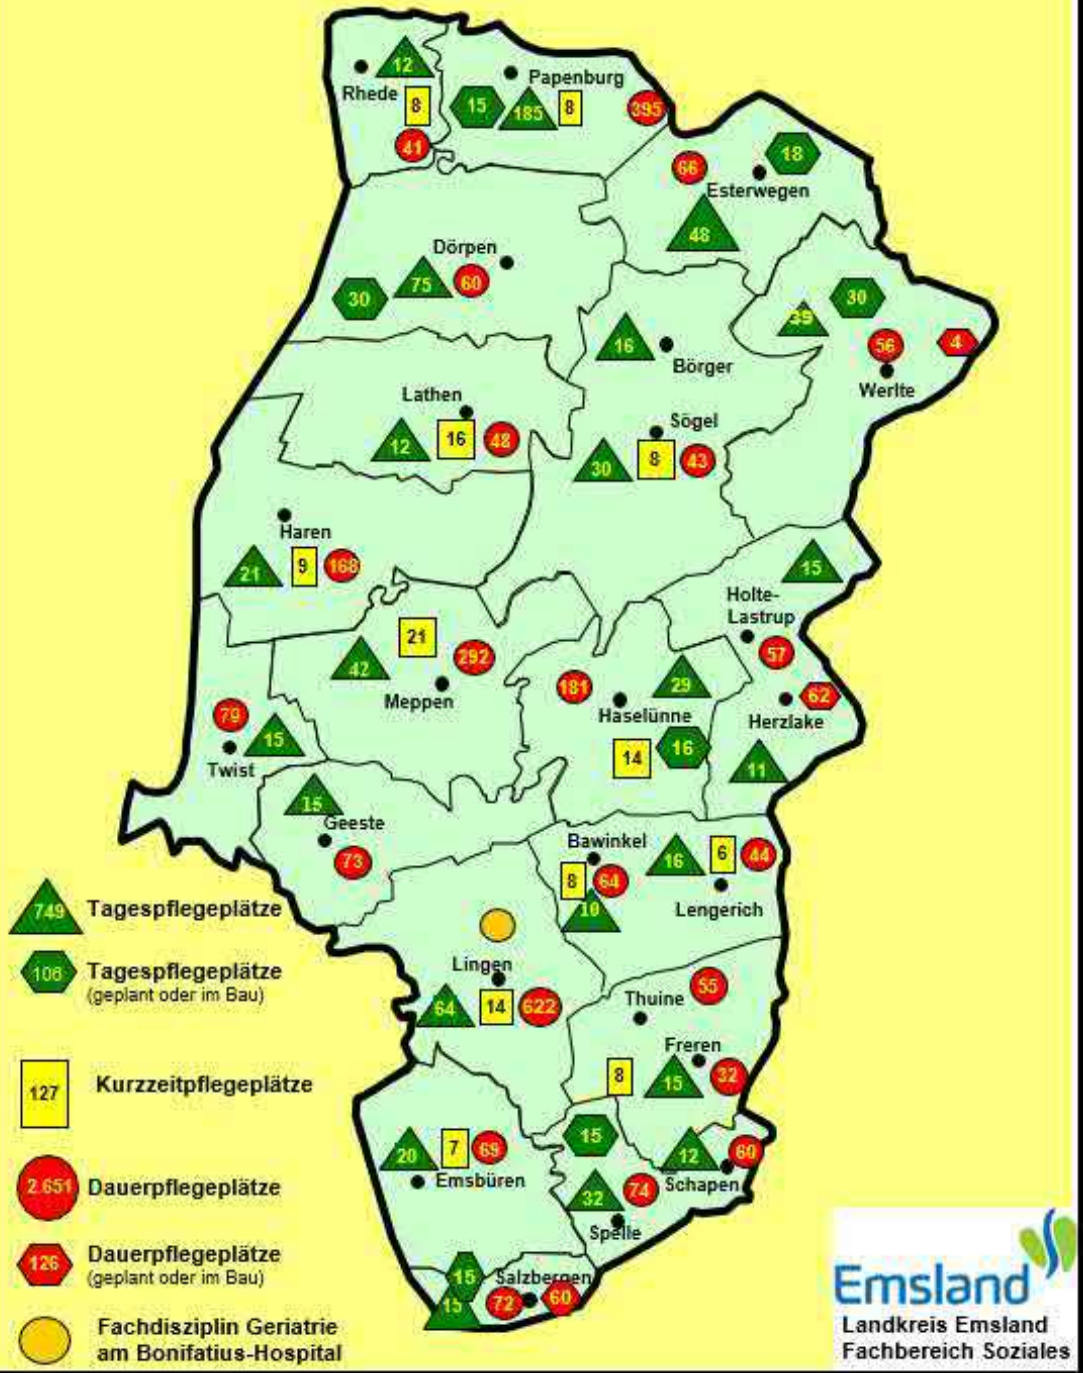 12
Rhede
8
41
Papenburg
15
185
8
395
66
18
Esterwegen
48
Dörpen
30
75
60
16
Börger
39
30
56
4
Werlte
Lathen
12
16
48
Sögel
30
8
43
Haren
21
9
168
15
Holte-
Lastrup
57
62
Herzlake
11
21
42
292
Meppen
181
29
Haselünne
14
16
79
15
Twist
15
Geeste
73
Bawinkel
8
64
10
16
6
44
Lengerich
Lingen
64
14
622
Thuine
55
Freren
8
15
32
15
12
60
Schapen
32
74
Spelle
20
7
69
Emsbüren
15
15
Salzbergen
72
60
749 Tagespflegeplätze
Tagespflegeplätze
(geplant oder im Bau)
127 Kurzzeitpflegeplätze
2.651 Dauerpflegeplätze
126 Dauerpflegeplätze
(geplant oder im Bau)
Fachdisziplin Geriatrie
am Bonifatius-Hospital
Emsland
Landkreis Emsland
Fachbereich Soziales